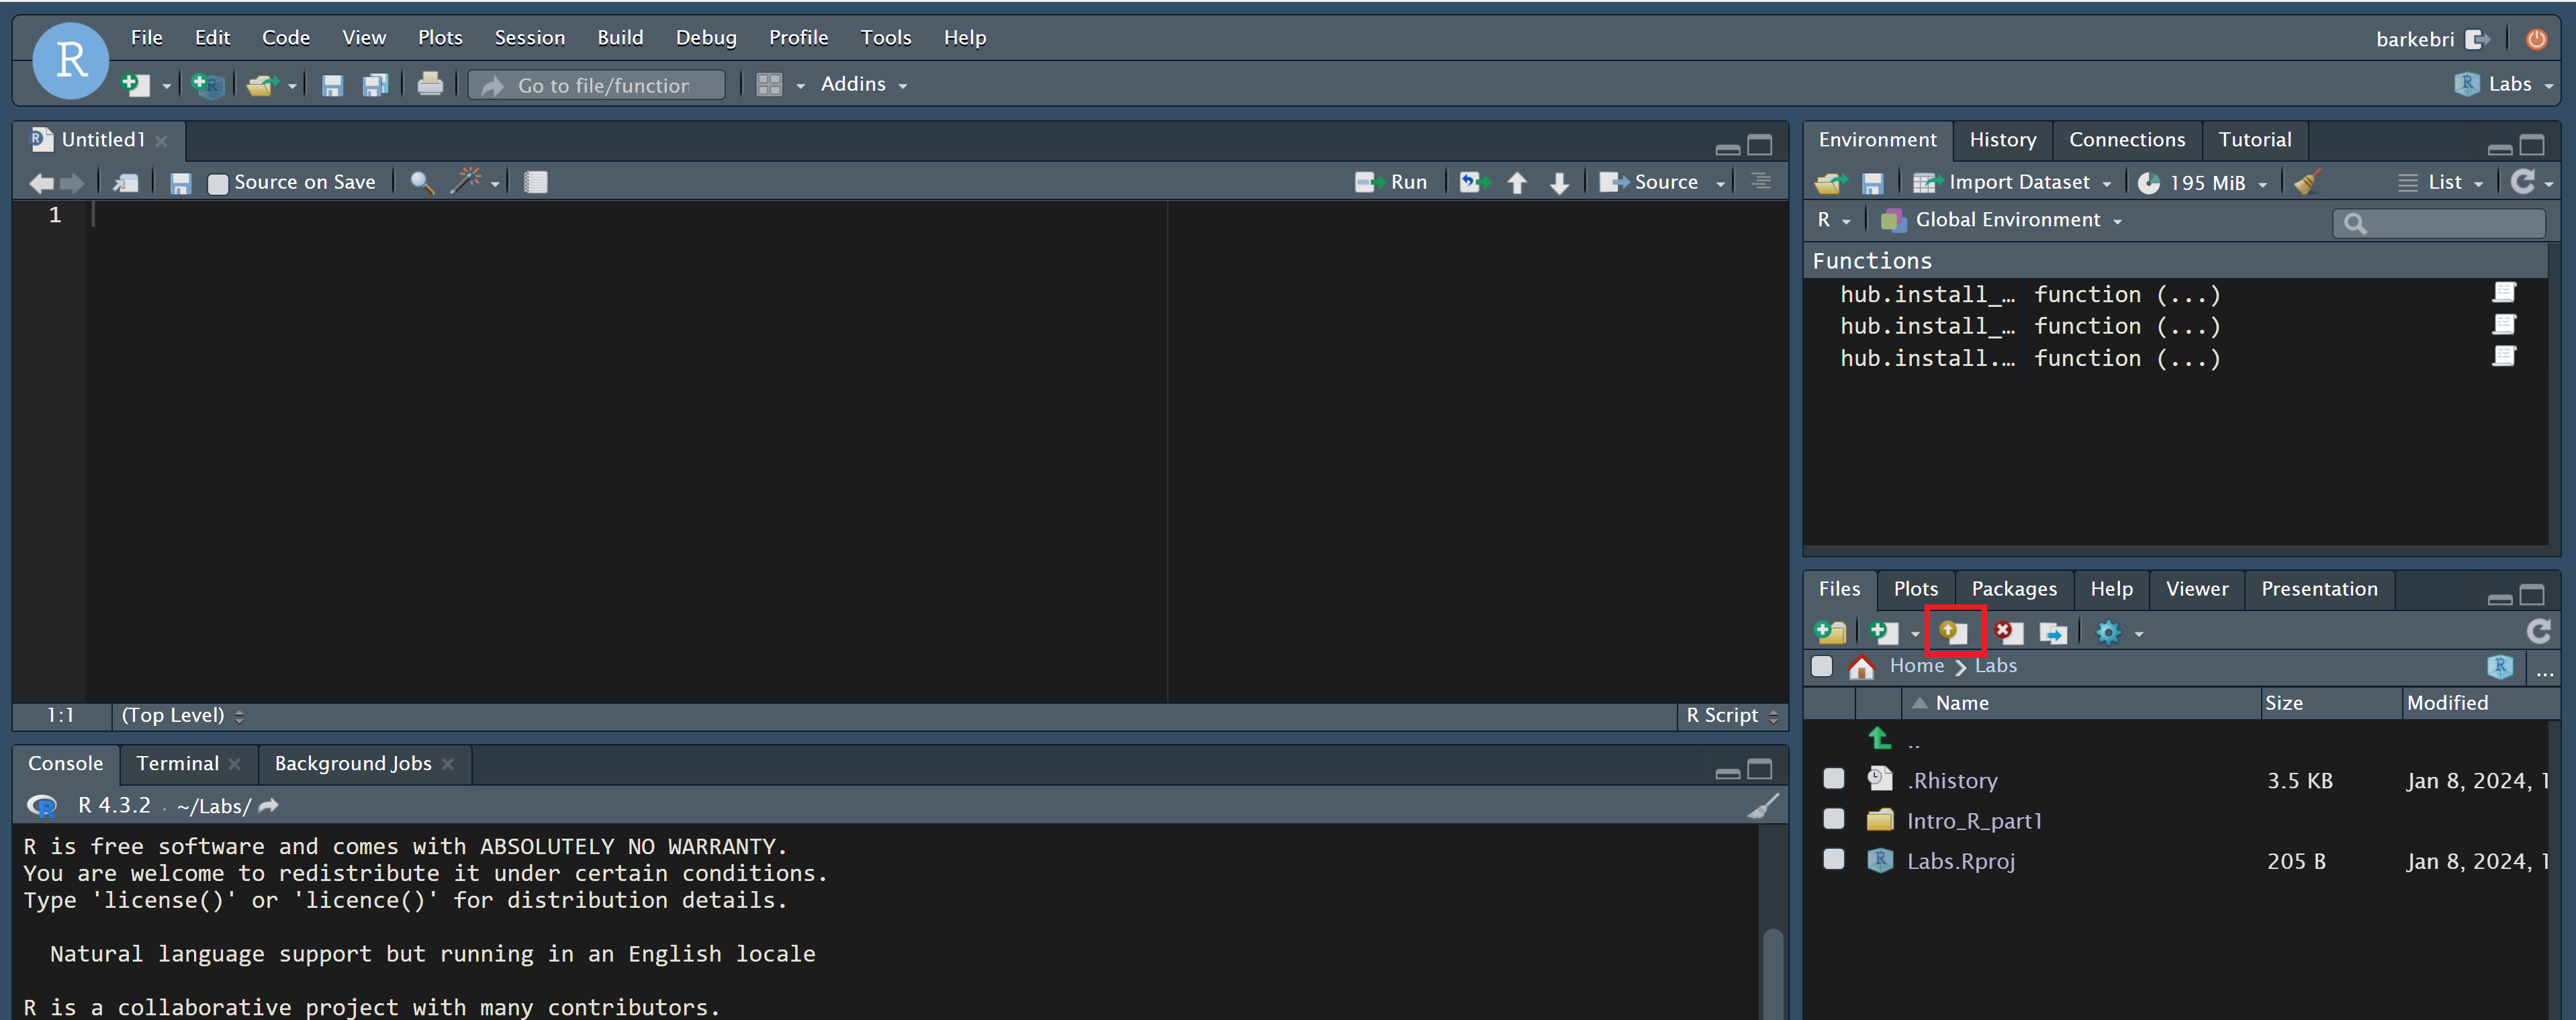 R
File Edit Code View Plots Session Build Debug Profile Tools Help
barkebri
Go to file/function
Addins
R Labs
Untitled1
Source on Save
Run
Source
1
1:1 (Top Level)
R Script
Console Terminal Background Jobs
R 4.3.2 · ~/Labs/
R is free software and comes with ABSOLUTELY NO WARRANTY.
You are welcome to redistribute it under certain conditions.
Type 'license()' or 'licence()' for distribution details.
Natural language support but running in an English locale
R is a collaborative project with many contributors.
Environment History Connections Tutorial
Import Dataset 195 MiB List
R Global Environment
Functions
hub.install_… function (...)
hub.install_… function (...)
hub.install.… function (...)
Files Plots Packages Help Viewer Presentation
Home Labs R ...
Name Size Modified
..
.Rhistory 3.5 KB Jan 8, 2024, 1
Intro_R_part1
R Labs.Rproj 205 B Jan 8, 2024, 1